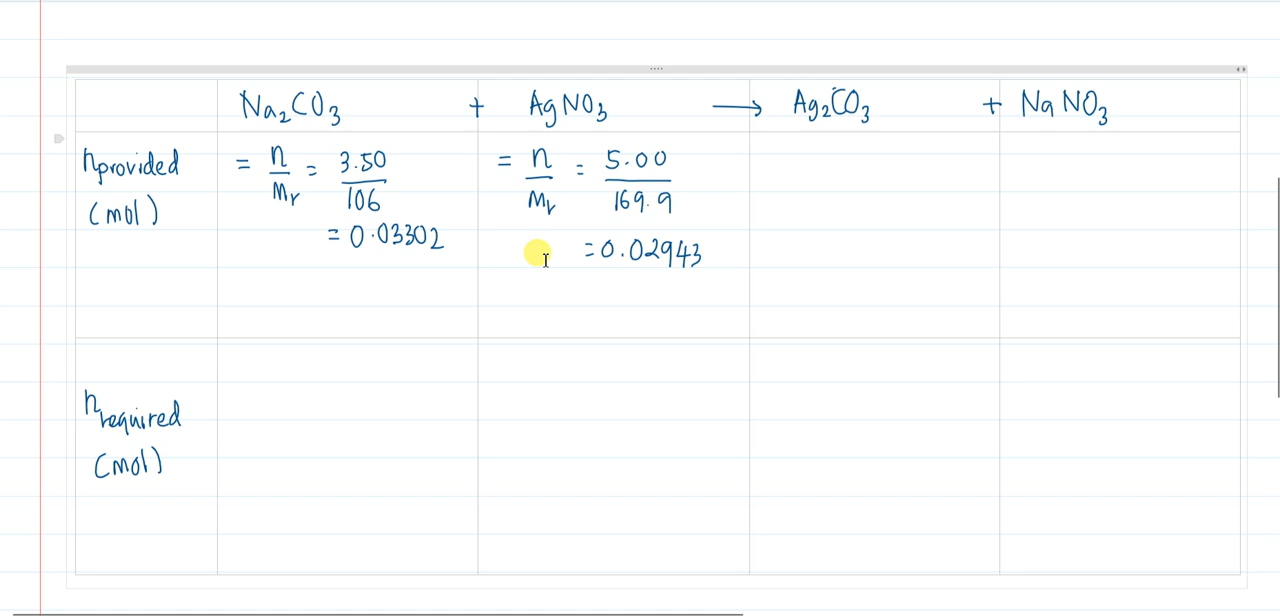 Na₂CO₃ + AgNO₃ → Ag₂CO₃ + NaNO₃
nprovided (mol)
= n/Mr = 3.50/106
= 0.03302
= n/Mr = 5.00/169.9
= 0.02943
nrequired (mol)